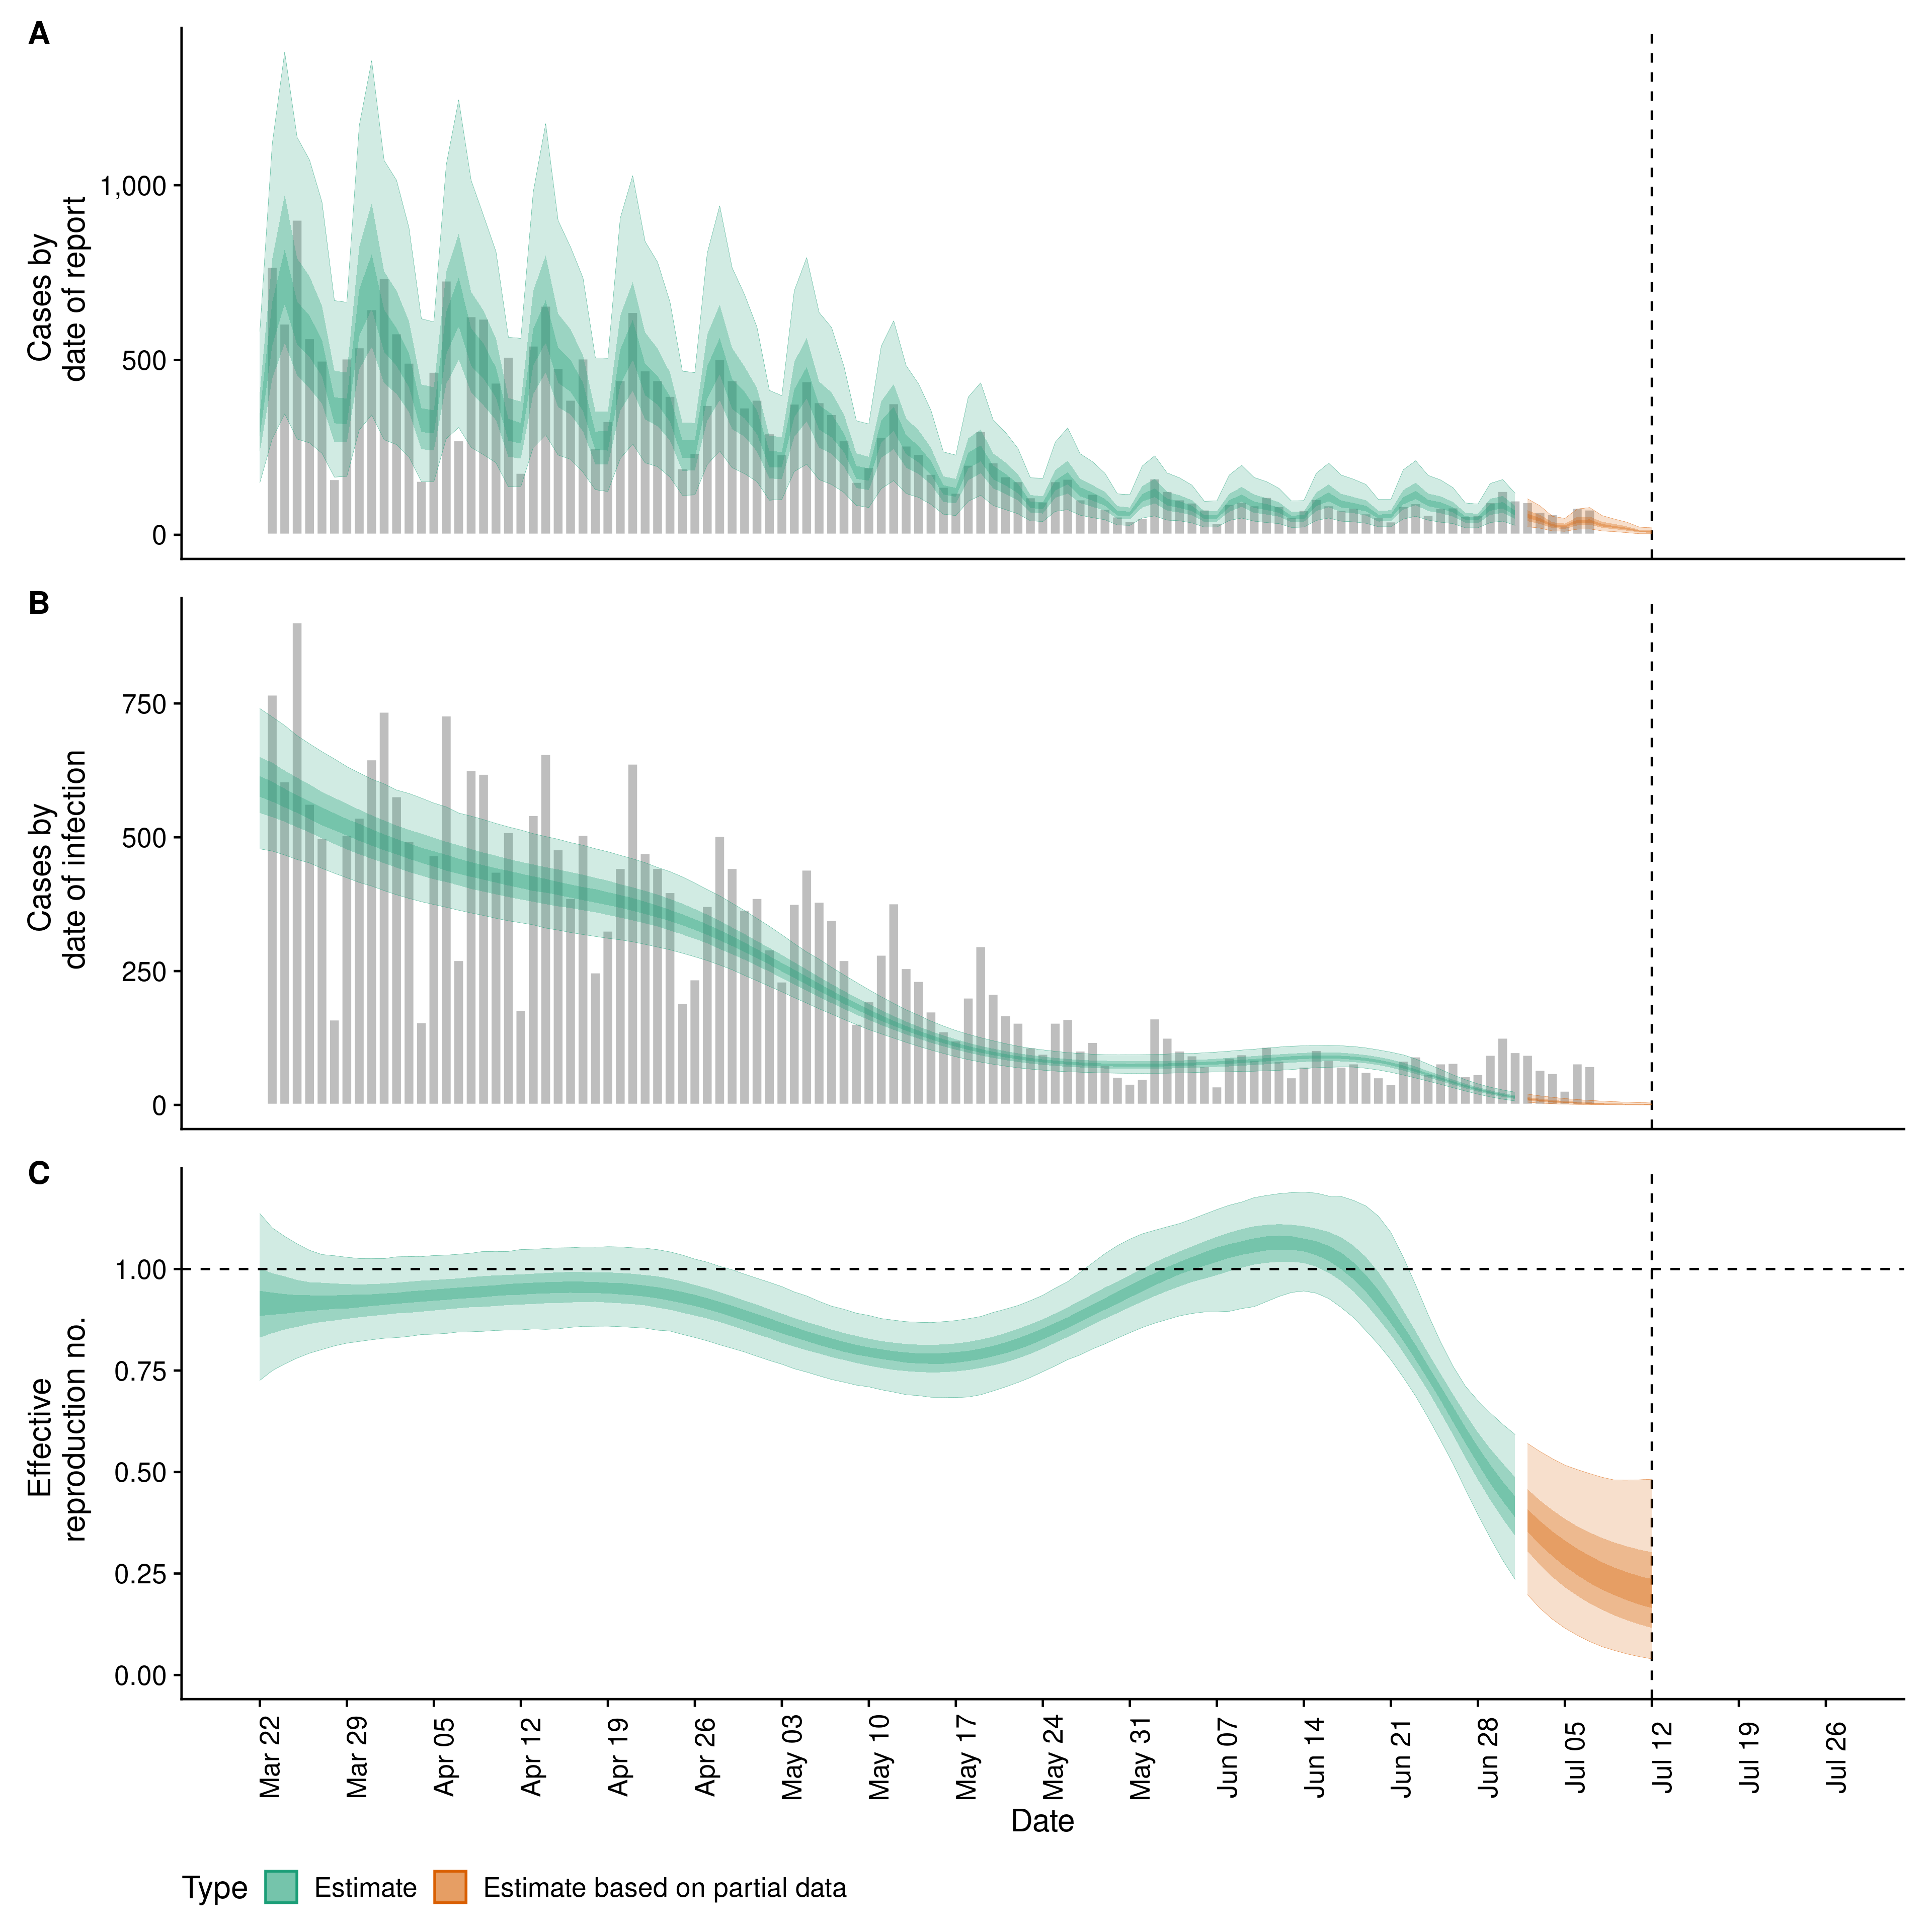 A
Cases by
date of report
1,000
500
0
B
Cases by
date of infection
750
500
250
0
C
Effective
reproduction no.
1.00
0.75
0.50
0.25
0.00
Mar 22
Mar 29
Apr 05
Apr 12
Apr 19
Apr 26
May 03
May 10
May 17
May 24
May 31
Jun 07
Jun 14
Jun 21
Jun 28
Jul 05
Jul 12
Jul 19
Jul 26
Date
Type Estimate Estimate based on partial data